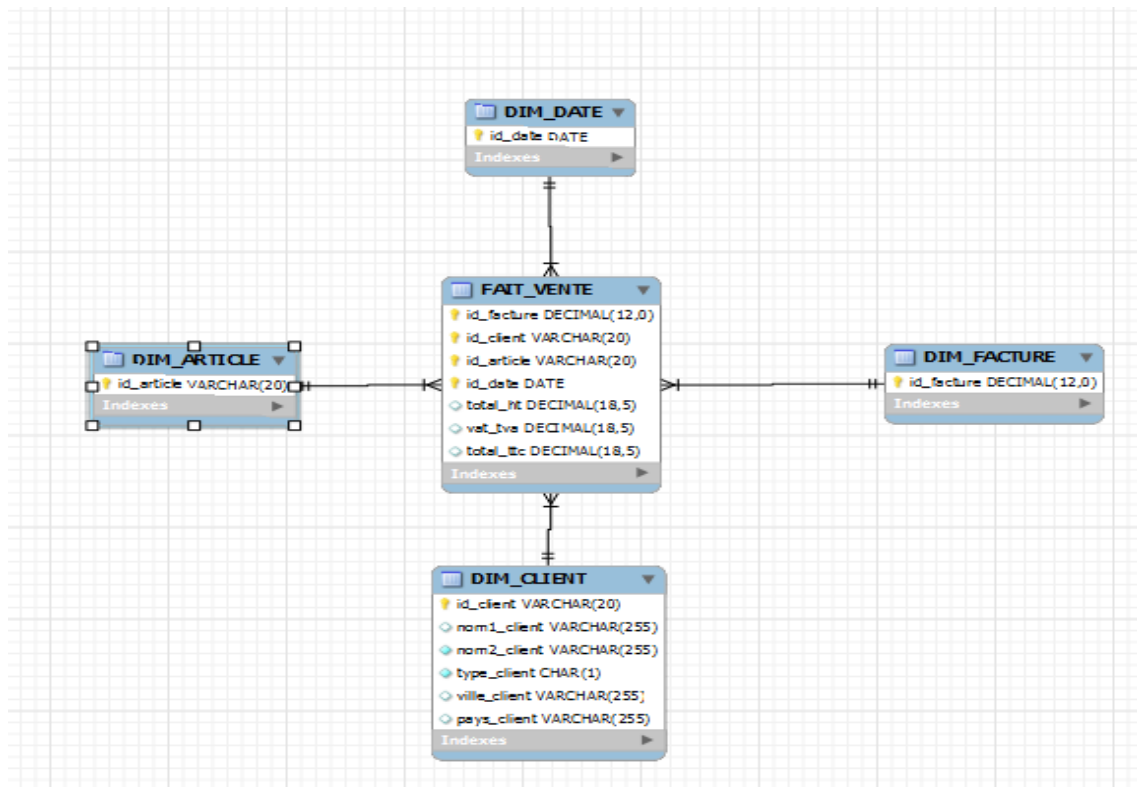 DIM_DATE
id_date DATE
Indexes
FAIT_VENTE
id_facture DECIMAL(12,0)
id_client VARCHAR(20)
id_article VARCHAR(20)
id_date DATE
total_ht DECIMAL(18,5)
vat_tva DECIMAL(18,5)
total_ttc DECIMAL(18,5)
Indexes
DIM_ARTICLE
id_article VARCHAR(20)
Indexes
DIM_FACTURE
id_facture DECIMAL(12,0)
Indexes
DIM_CLIENT
id_client VARCHAR(20)
nom1_client VARCHAR(255)
nom2_client VARCHAR(255)
type_client CHAR(1)
ville_client VARCHAR(255)
pays_client VARCHAR(255)
Indexes